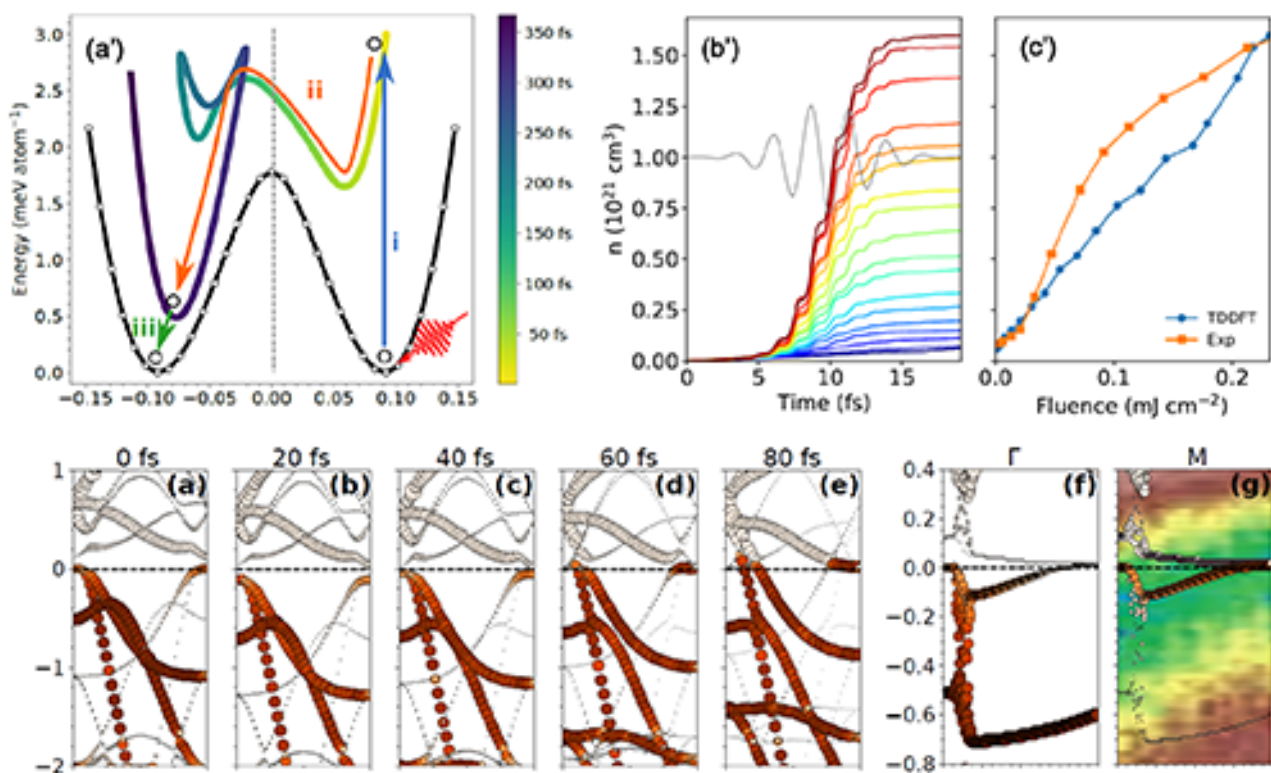 (a')
Energy (meV atom⁻¹)
3.0
2.5
2.0
1.5
1.0
0.5
0.0
−0.15 −0.10 −0.05 0.00 0.05 0.10 0.15
i
ii
iii
350 fs
300 fs
250 fs
200 fs
150 fs
100 fs
50 fs
(b')
n (10²¹ cm³)
1.50
1.25
1.00
0.75
0.50
0.25
0.00
0 5 10 15
Time (fs)
(c')
TDDFT
Exp
0.0 0.1 0.2
Fluence (mJ cm⁻²)
0 fs 20 fs 40 fs 60 fs 80 fs Γ M
(a) (b) (c) (d) (e) (f) (g)
1
0
−1
−2
0.4
0.2
0.0
−0.2
−0.4
−0.6
−0.8